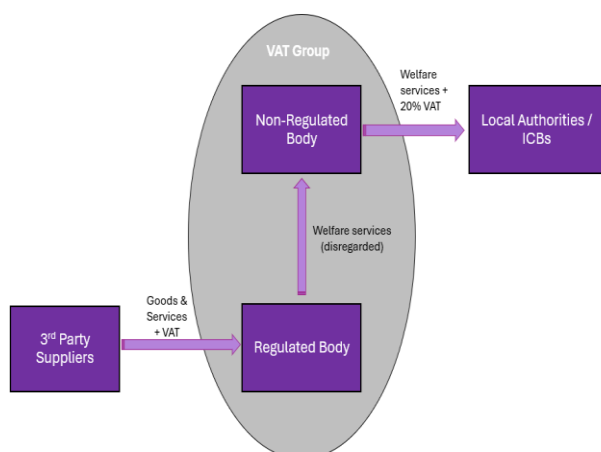 VAT Group
Non-Regulated
Body
Welfare
services +
20% VAT
Local Authorities /
ICBs
Welfare services
(disregarded)
Goods &
Services
+ VAT
3rd Party
Suppliers
Regulated Body